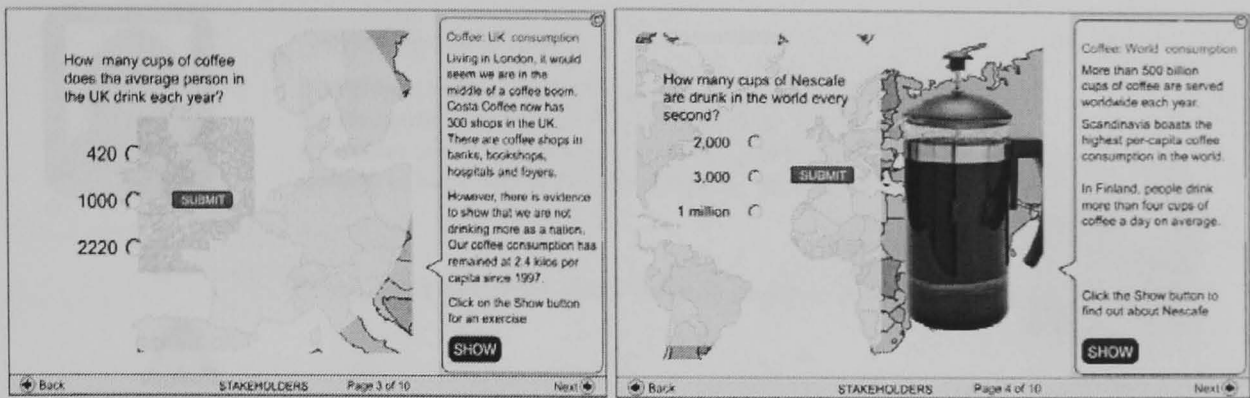 How many cups of coffee
does the average person in
the UK drink each year?
420
1000
SUBMIT
2220
©
Coffee: UK consumption
Living in London, it would
seem we are in the
middle of a coffee boom.
Costa Coffee now has
300 shops in the UK.
There are coffee shops in
banks, bookshops,
hospitals and foyers.
However, there is evidence
to show that we are not
drinking more as a nation.
Our coffee consumption has
remained at 2.4 kilos per
capita since 1997.
Click on the Show button
for an exercise
SHOW
Back
STAKEHOLDERS
Page 3 of 10
Next
How many cups of Nescafe
are drunk in the world every
second?
2,000
3,000
SUBMIT
1 million
©
Coffee: World consumption
More than 500 billion
cups of coffee are served
worldwide each year.
Scandinavia boasts the
highest per-capita coffee
consumption in the world.
In Finland, people drink
more than four cups of
coffee a day on average.
Click the Show button to
find out about Nescafe
SHOW
Back
STAKEHOLDERS
Page 4 of 10
Next